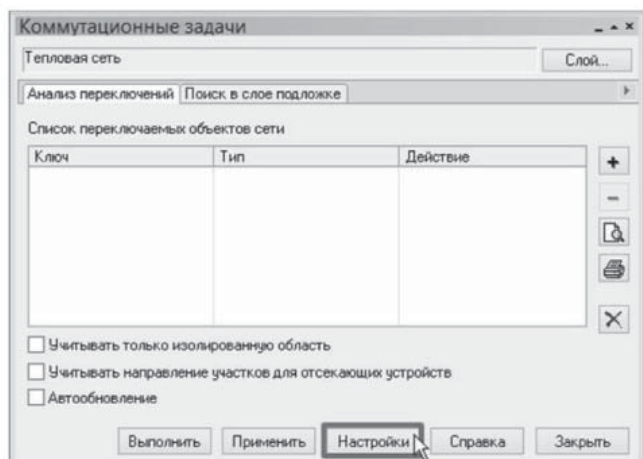 Коммутационные задачи
Тепловая сеть
Слой...
Анализ переключений Поиск в слое подложке
Список переключаемых объектов сети
Ключ Тип Действие
Учитывать только изолированную область
Учитывать направление участков для отсекающих устройств
Автообновление
Выполнить Применить Настройки Справка Закрыть